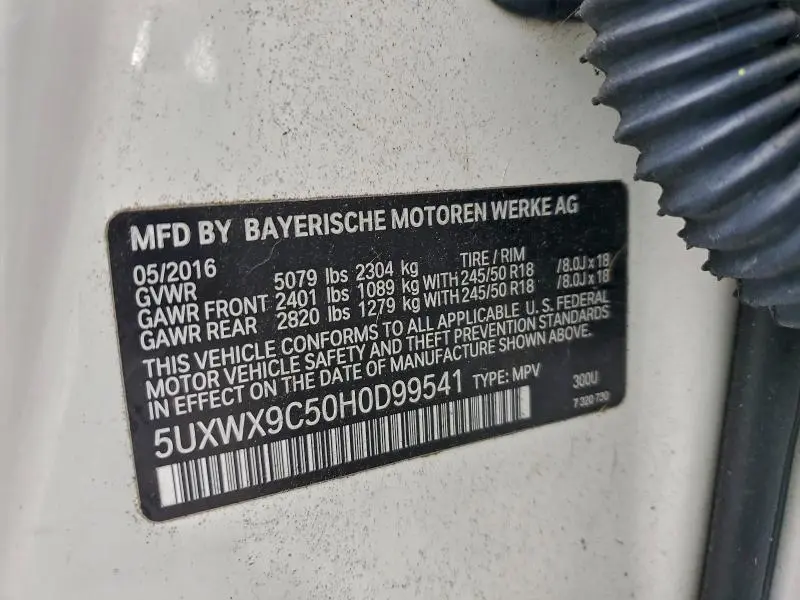 MFD BY BAYERISCHE MOTOREN WERKE AG
05/2016 TIRE / RIM
GVWR 5079 lbs 2304 kg
GAWR FRONT 2401 lbs 1089 kg WITH 245/50 R18 /8.0J x 18
GAWR REAR 2820 lbs 1279 kg WITH 245/50 R18 /8.0J x 18
THIS VEHICLE CONFORMS TO ALL APPLICABLE U. S. FEDERAL
MOTOR VEHICLE SAFETY AND THEFT PREVENTION STANDARDS
IN EFFECT ON THE DATE OF MANUFACTURE SHOWN ABOVE.
5UXWX9C50H0D99541 TYPE: MPV 300U
7 320 730